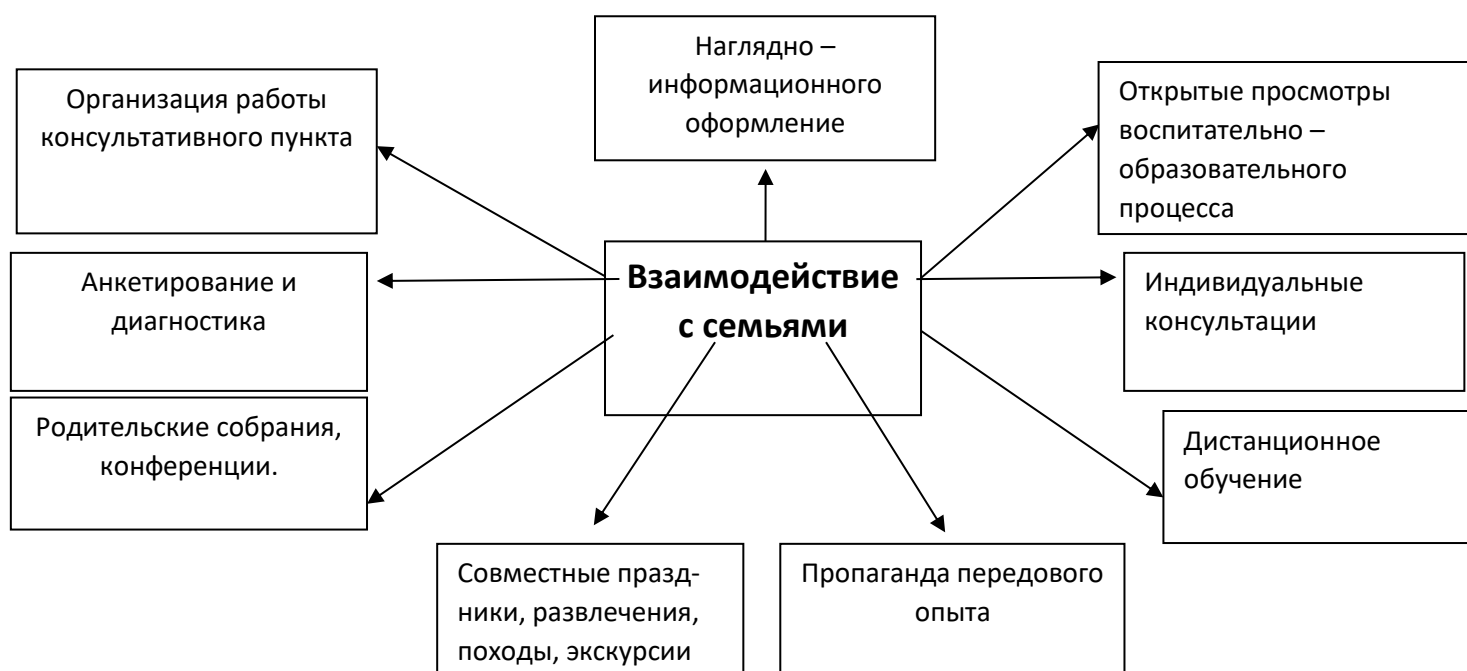 Наглядно –
информационного
оформление
Организация работы
консультативного пункта
Открытые просмотры
воспитательно –
образовательного
процесса
Взаимодействие
с семьями
Анкетирование и
диагностика
Индивидуальные
консультации
Родительские собрания,
конференции.
Дистанционное
обучение
Совместные празд-
ники, развлечения,
походы, экскурсии
Пропаганда передового
опыта